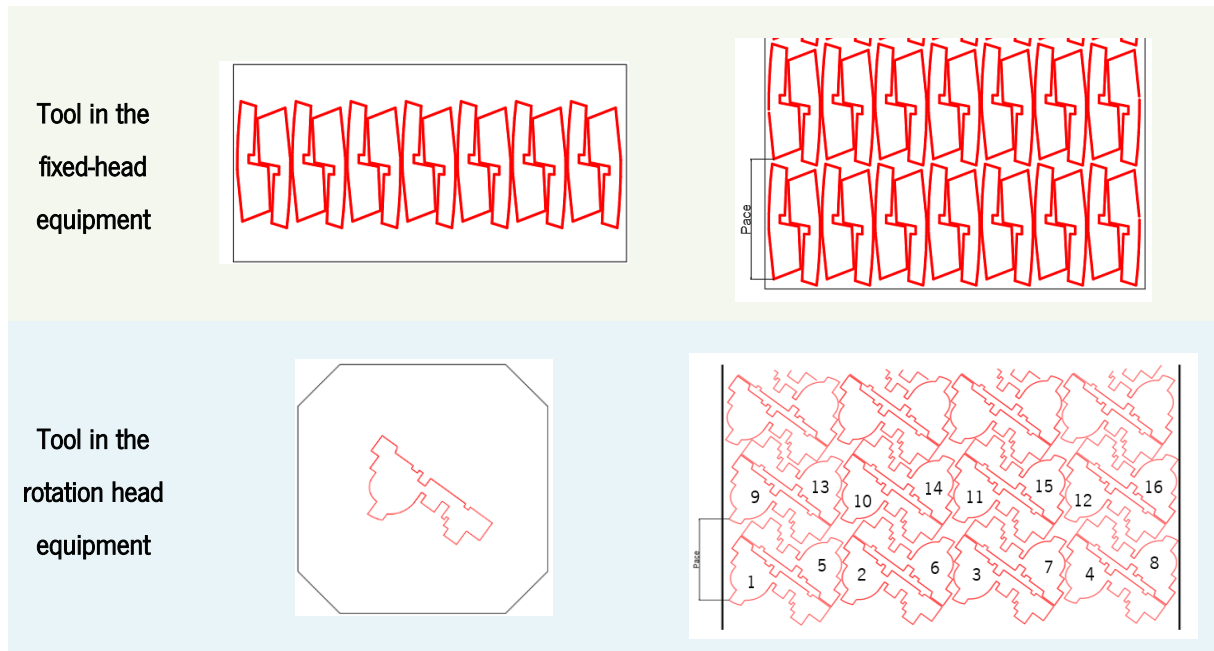 Tool in the
fixed-head
equipment
Pace
Tool in the
rotation head
equipment
9
13
10
14
11
15
12
16
1
5
2
6
3
7
4
8
Pace